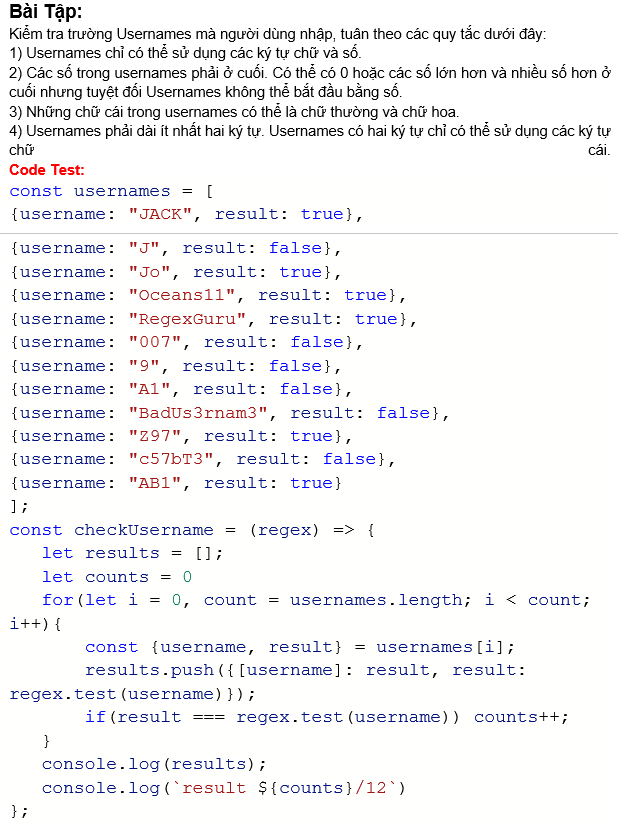 Bài Tập:
Kiểm tra trường Usernames mà người dùng nhập, tuân theo các quy tắc dưới đây:
1) Usernames chỉ có thể sử dụng các ký tự chữ và số.
2) Các số trong usernames phải ở cuối. Có thể có 0 hoặc các số lớn hơn và nhiều số hơn ở
cuối nhưng tuyệt đối Usernames không thể bắt đầu bằng số.
3) Những chữ cái trong usernames có thể là chữ thường và chữ hoa.
4) Usernames phải dài ít nhất hai ký tự. Usernames có hai ký tự chỉ có thể sử dụng các ký tự
chữ cái.
Code Test:
const usernames = [
{username: "JACK", result: true},
{username: "J", result: false},
{username: "Jo", result: true},
{username: "Oceans11", result: true},
{username: "RegexGuru", result: true},
{username: "007", result: false},
{username: "9", result: false},
{username: "A1", result: false},
{username: "BadUs3rnam3", result: false},
{username: "Z97", result: true},
{username: "c57bT3", result: false},
{username: "AB1", result: true}
];
const checkUsername = (regex) => {
let results = [];
let counts = 0
for(let i = 0, count = usernames.length; i < count;
i++){
const {username, result} = usernames[i];
results.push({[username]: result, result:
regex.test(username)});
if(result === regex.test(username)) counts++;
}
console.log(results);
console.log(`result ${counts}/12`)
};